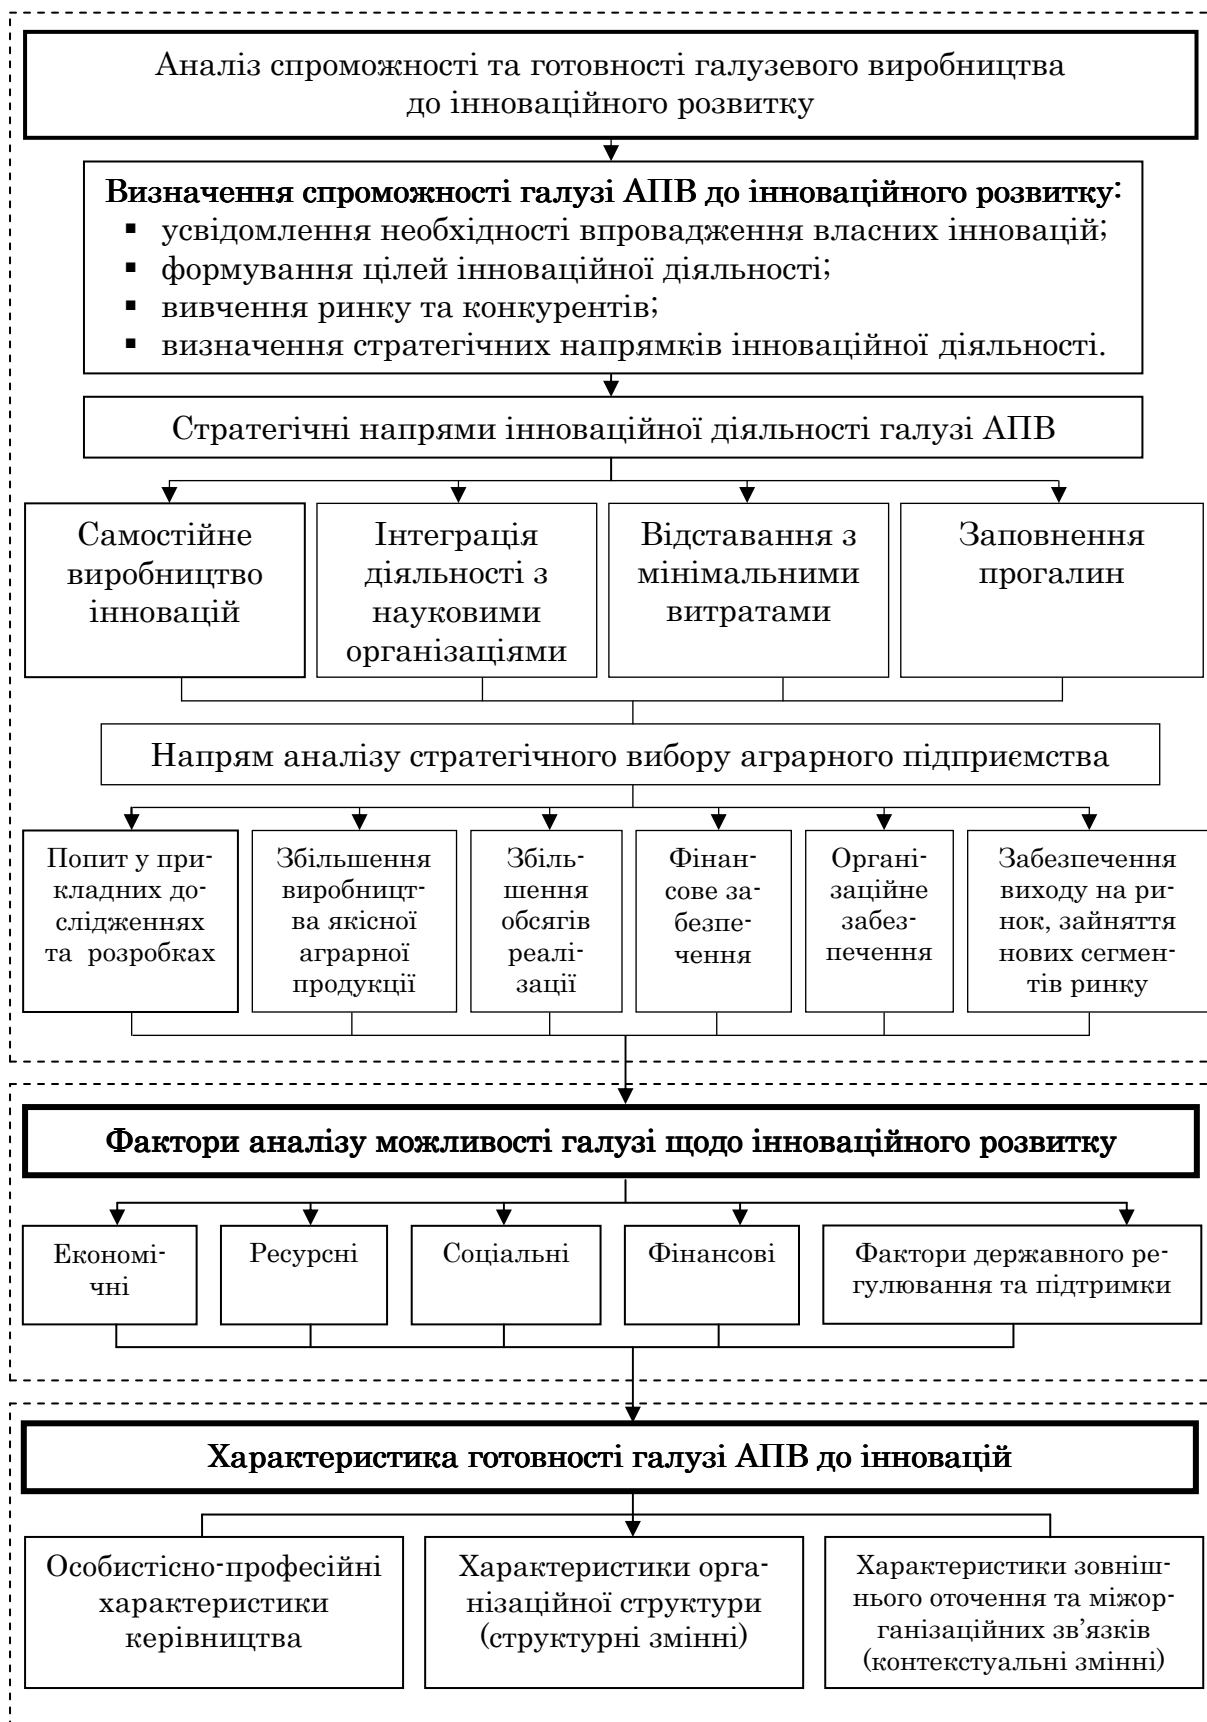 Аналіз спроможності та готовності галузевого виробництва
до інноваційного розвитку
Визначення спроможності галузі АПВ до інноваційного розвитку:
▪ усвідомлення необхідності впровадження власних інновацій;
▪ формування цілей інноваційної діяльності;
▪ вивчення ринку та конкурентів;
▪ визначення стратегічних напрямків інноваційної діяльності.
Стратегічні напрями інноваційної діяльності галузі АПВ
Самостійне
виробництво
інновацій
Інтеграція
діяльності з
науковими
організаціями
Відставання з
мінімальними
витратами
Заповнення
прогалин
Напрям аналізу стратегічного вибору аграрного підприємства
Попит у при-
кладних до-
слідженнях
та розробках
Збільшення
виробницт-
ва якісної
аграрної
продукції
Збіль-
шення
обсягів
реалі-
зації
Фінан-
сове за-
безпе-
чення
Органі-
заційне
забез-
печення
Забезпечення
виходу на ри-
нок, зайняття
нових сегмен-
тів ринку
Фактори аналізу можливості галузі щодо інноваційного розвитку
Економі-
чні
Ресурсні
Соціальні
Фінансові
Фактори державного ре-
гулювання та підтримки
Характеристика готовності галузі АПВ до інновацій
Особистісно-професійні
характеристики
керівництва
Характеристики орга-
нізаційної структури
(структурні змінні)
Характеристики зовніш-
нього оточення та міжор-
ганізаційних зв’язків
(контекстуальні змінні)